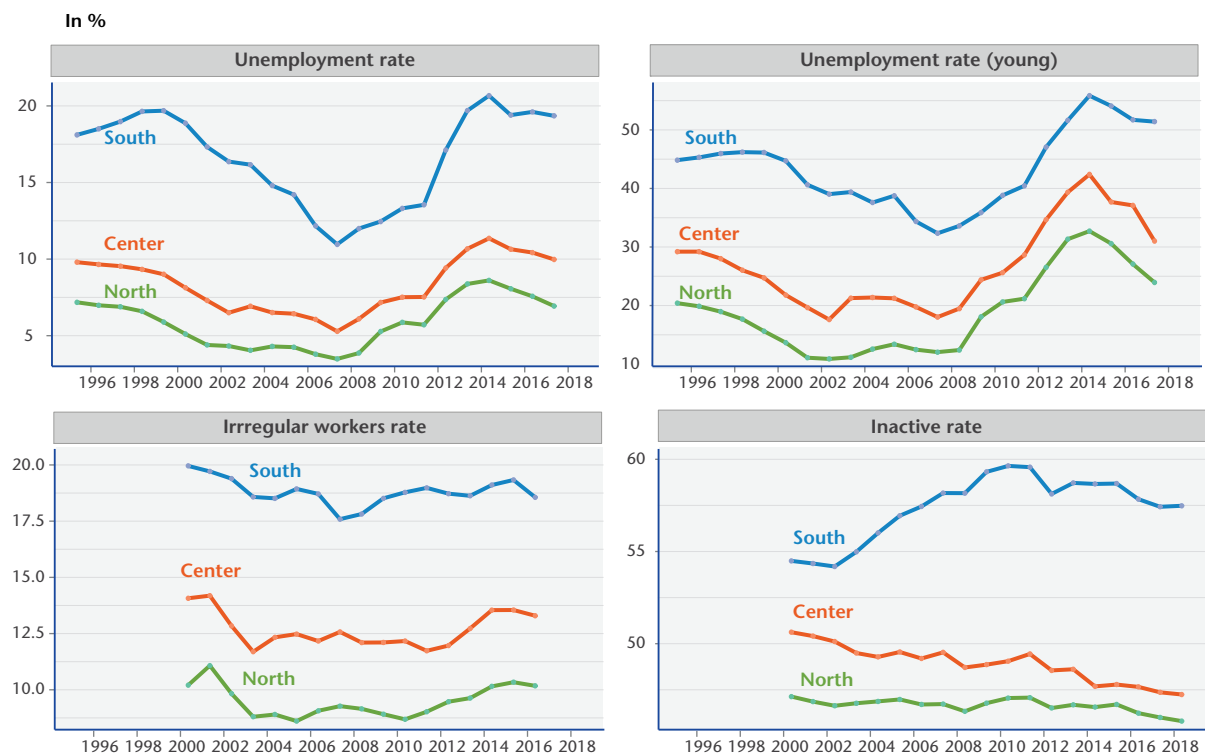 In %
Unemployment rate
20
15
10
5
South
Center
North
1996 1998 2000 2002 2004 2006 2008 2010 2012 2014 2016 2018
Unemployment rate (young)
50
40
30
20
10
South
Center
North
1996 1998 2000 2002 2004 2006 2008 2010 2012 2014 2016 2018
Irrregular workers rate
20.0
17.5
15.0
12.5
10.0
South
Center
North
1996 1998 2000 2002 2004 2006 2008 2010 2012 2014 2016 2018
Inactive rate
60
55
50
South
Center
North
1996 1998 2000 2002 2004 2006 2008 2010 2012 2014 2016 2018